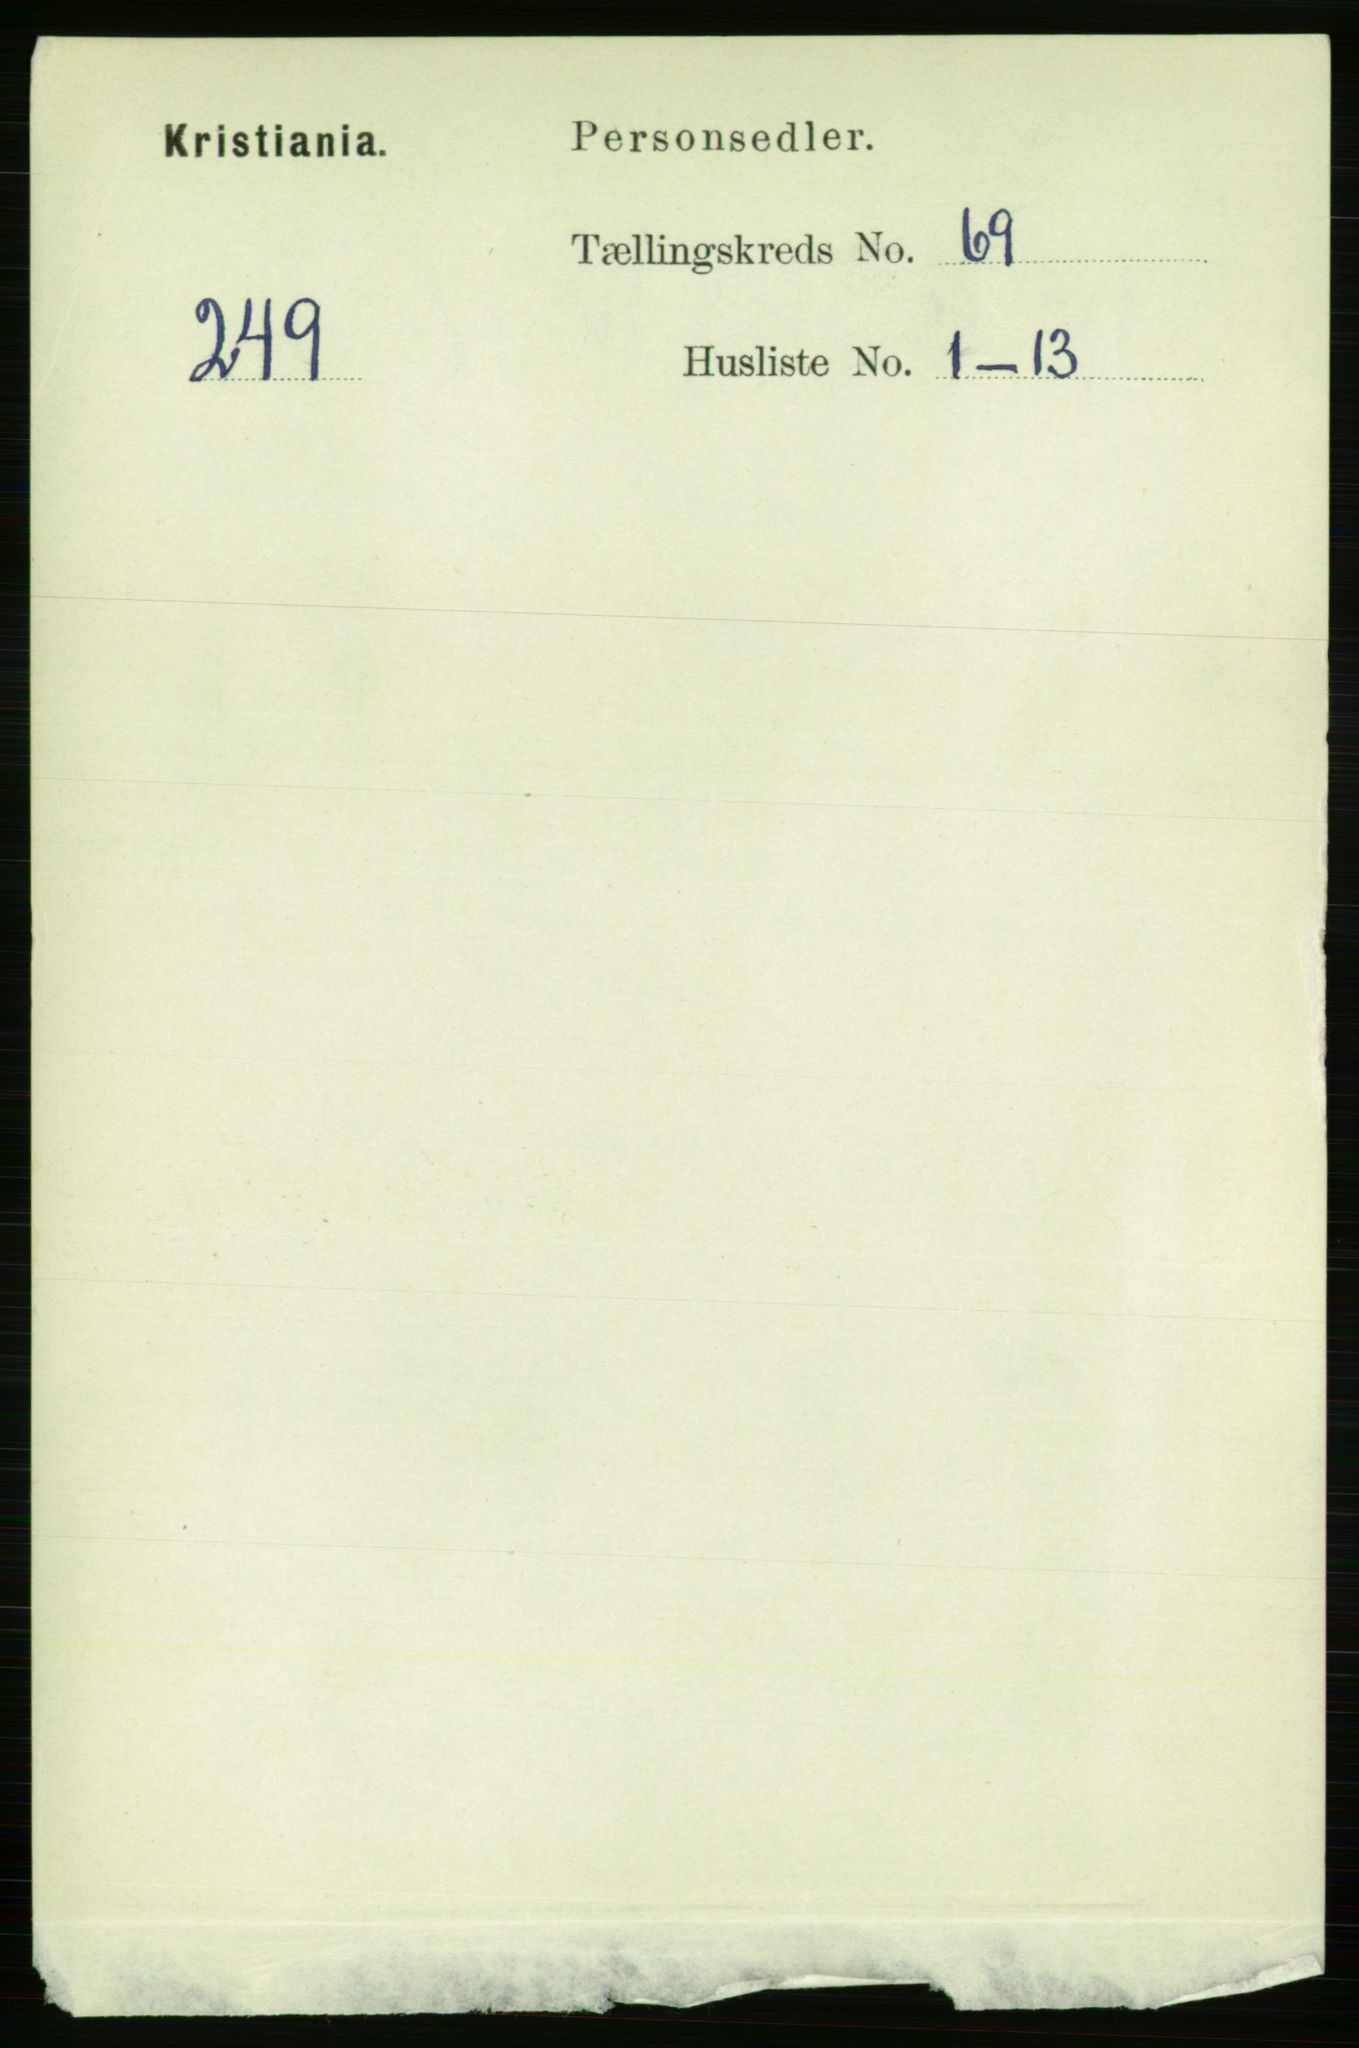 Kristiania. Personsedler.
Tællingskreds No. 69
249
Husliste No. 1-13